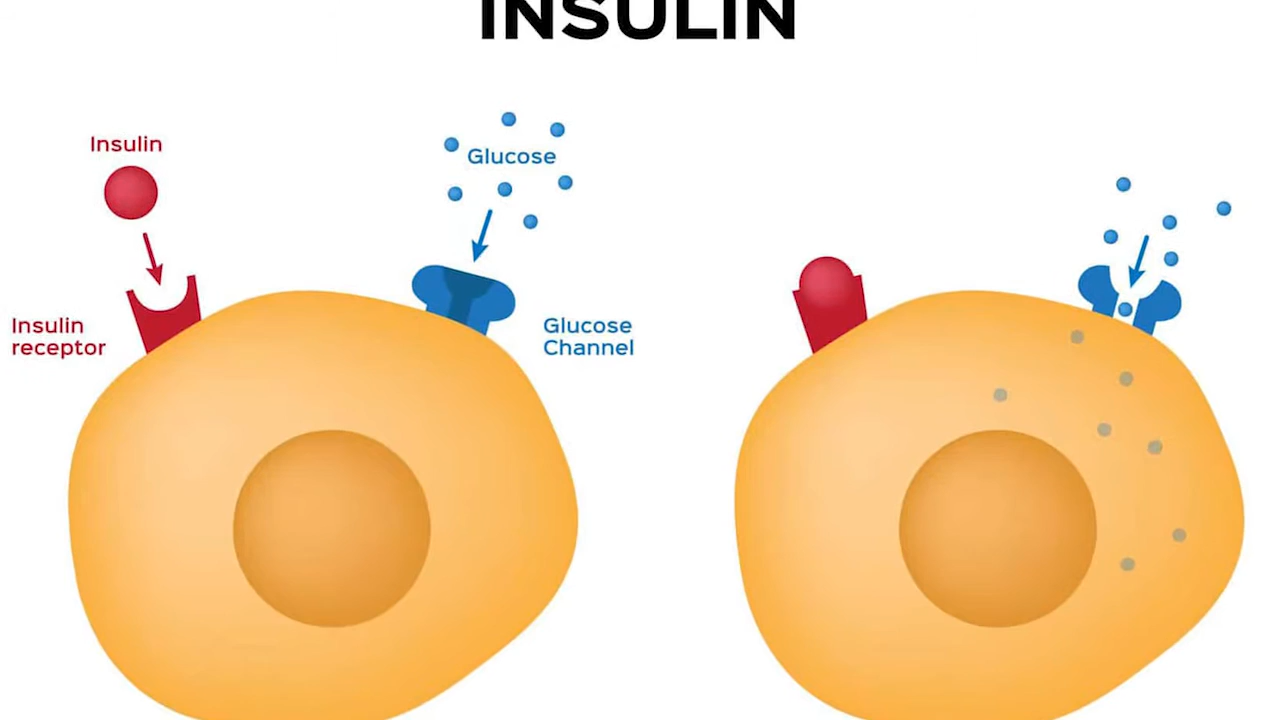 INSULIN
Insulin
Glucose
Insulin
receptor
Glucose
Channel